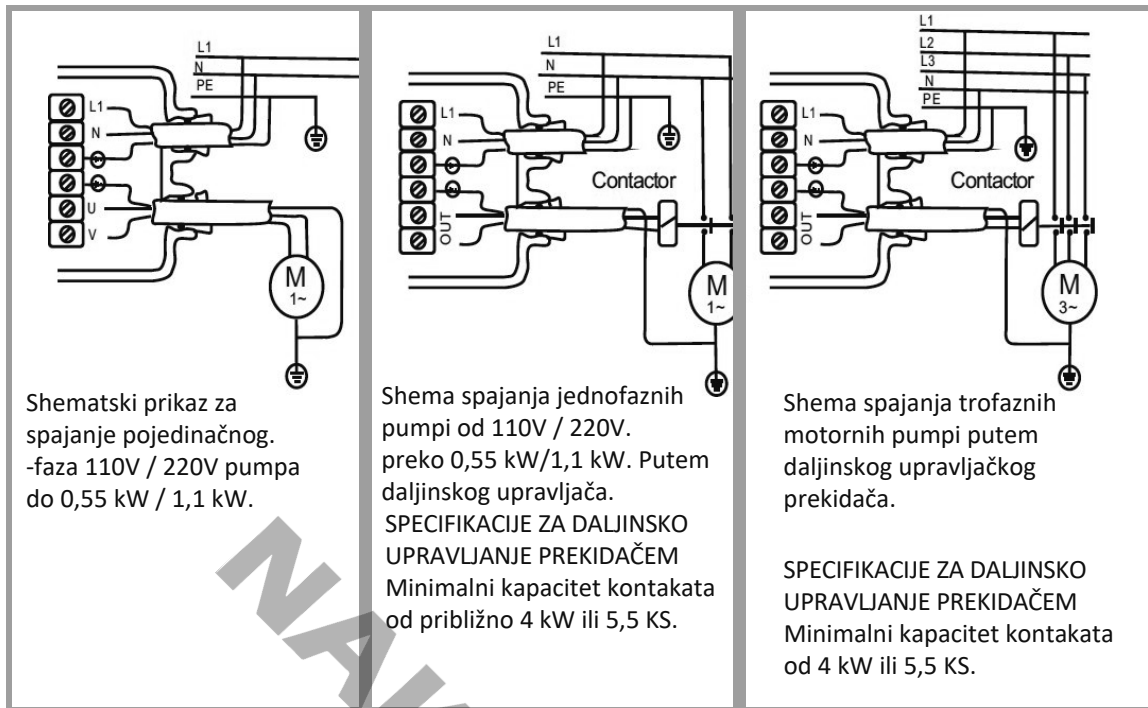 L1
N
PE
L1
N
U
V
M
1~
Shematski prikaz za
spajanje pojedinačnog.
-faza 110V / 220V pumpa
do 0,55 kW / 1,1 kW.
L1
N
PE
L1
N
Contactor
OUT
OUT
M
1~
Shema spajanja jednofaznih
pumpi od 110V / 220V.
preko 0,55 kW/1,1 kW. Putem
daljinskog upravljača.
SPECIFIKACIJE ZA DALJINSKO
UPRAVLJANJE PREKIDAČEM
Minimalni kapacitet kontakata
od približno 4 kW ili 5,5 KS.
L1
L2
L3
N
PE
L1
N
Contactor
OUT
M
3~
Shema spajanja trofaznih
motornih pumpi putem
daljinskog upravljačkog
prekidača.
SPECIFIKACIJE ZA DALJINSKO
UPRAVLJANJE PREKIDAČEM
Minimalni kapacitet kontakata
od 4 kW ili 5,5 KS.